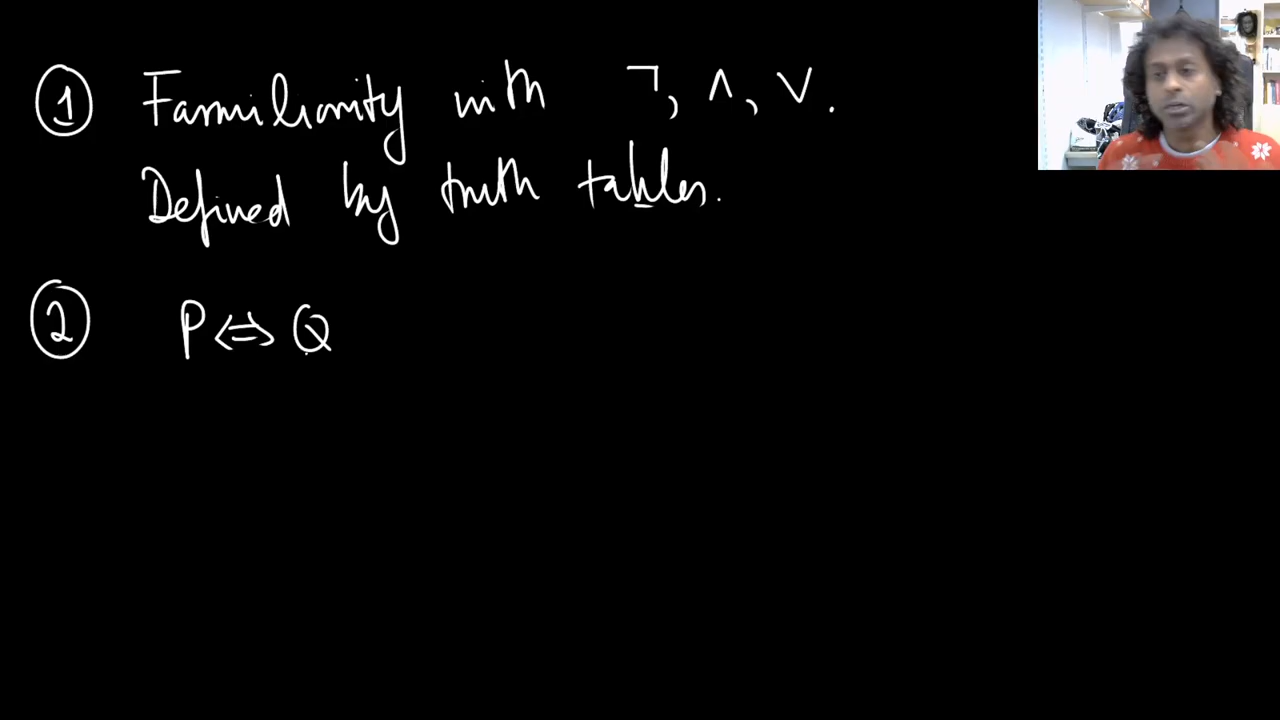 ① Familiarity with ¬, ∧, ∨.
Defined by truth tables.
② P ⇔ Q